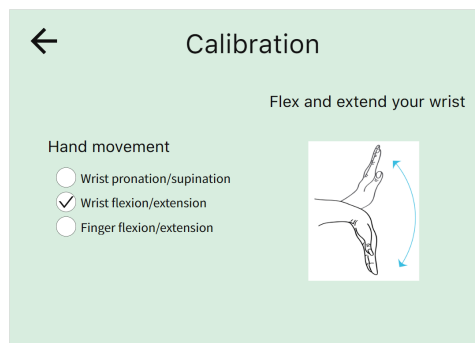 Calibration
Flex and extend your wrist
Hand movement
Wrist pronation/supination
Wrist flexion/extension
Finger flexion/extension